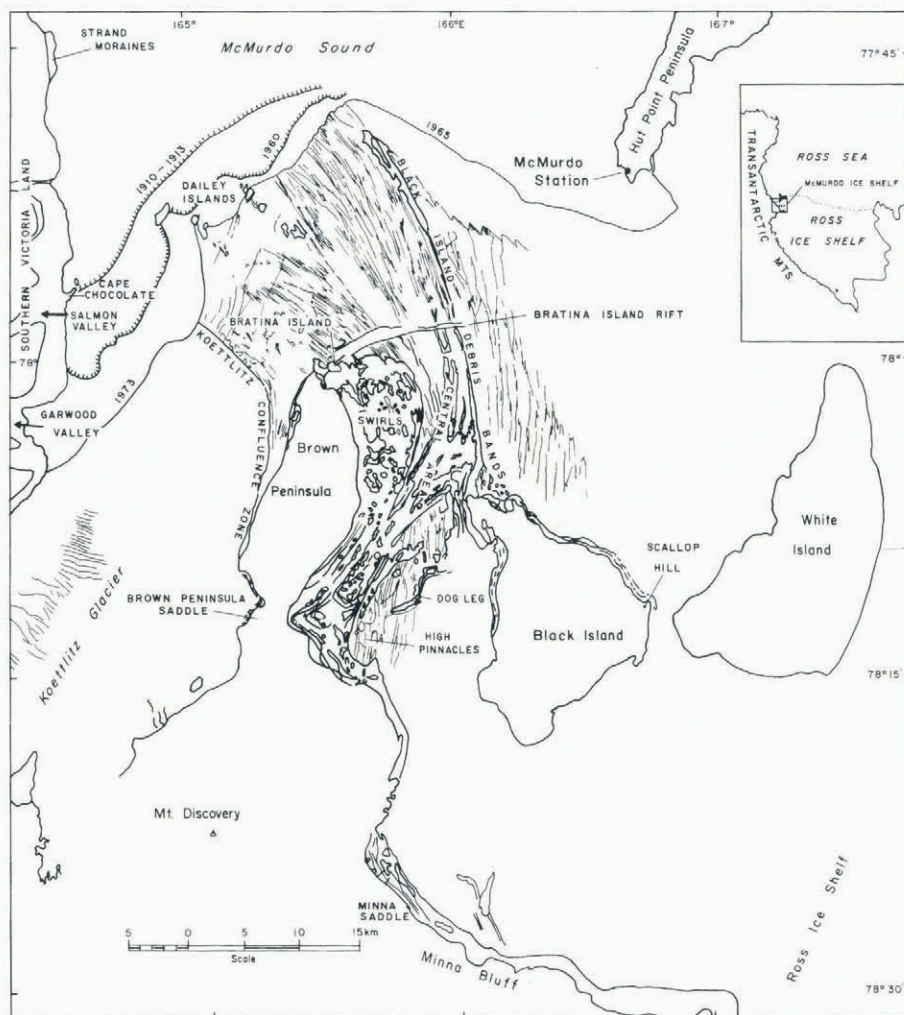 165°
166°E
167°
STRAND
MORAINES
McMurdo Sound
77°45'
Hut Point Peninsula
1910-1913
1960
1965
McMurdo
Station
TRANSANTARCTIC MTS.
ROSS SEA
McMURDO ICE SHELF
ROSS
ICE SHELF
DAILEY
ISLANDS
BLACK ISLAND DEBRIS BANDS
SOUTHERN VICTORIA LAND
CAPE
CHOCOLATE
SALMON
VALLEY
BRATINA
ISLAND
BRATINA ISLAND RIFT
78°
78°
KOETTLITZ CONFLUENCE ZONE
1973
GARWOOD
VALLEY
SWIRLS
CENTRAL AREA
Brown
Peninsula
White
Island
SCALLOP
HILL
Koettlitz Glacier
BROWN PENINSULA
SADDLE
DOG LEG
Black Island
HIGH
PINNACLES
78°15'
Mt. Discovery
MINNA
SADDLE
5 0 5 10 15km
Scale
Minna Bluff
Ross Ice Shelf
78°30'